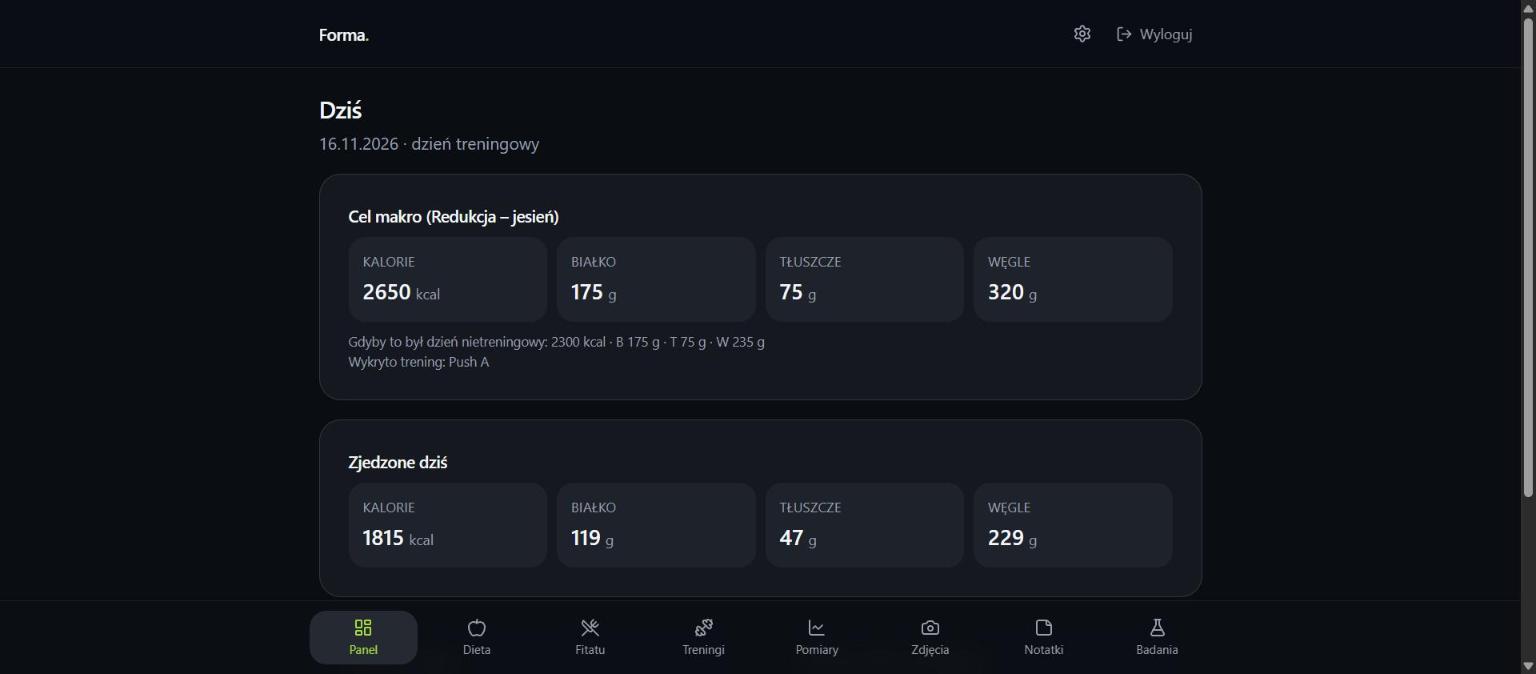 Forma.
Wyloguj
Dziś
16.11.2026 · dzień treningowy
Cel makro (Redukcja – jesień)
KALORIE
2650 kcal
BIAŁKO
175 g
TŁUSZCZE
75 g
WĘGLE
320 g
Gdyby to był dzień nietreningowy: 2300 kcal · B 175 g · T 75 g · W 235 g
Wykryto trening: Push A
Zjedzone dziś
KALORIE
1815 kcal
BIAŁKO
119 g
TŁUSZCZE
47 g
WĘGLE
229 g
Panel
Dieta
Fitatu
Treningi
Pomiary
Zdjęcia
Notatki
Badania